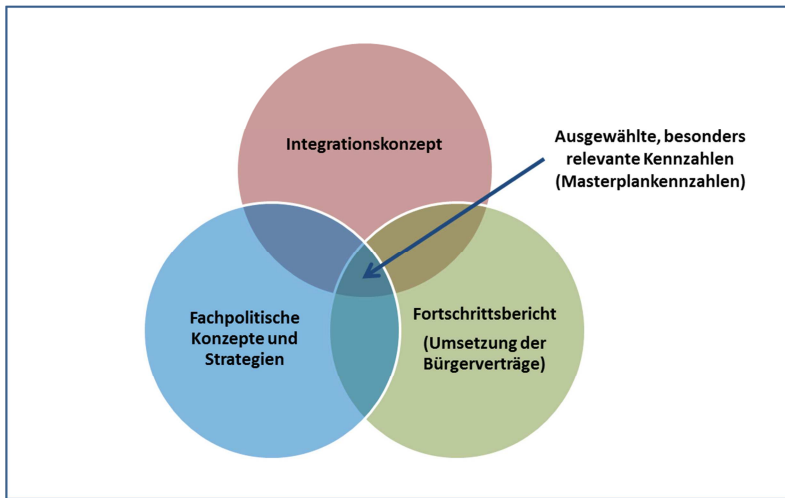 Integrationskonzept
Ausgewählte, besonders
relevante Kennzahlen
(Masterplankennzahlen)
Fachpolitische
Konzepte und
Strategien
Fortschrittsbericht
(Umsetzung der
Bürgerverträge)